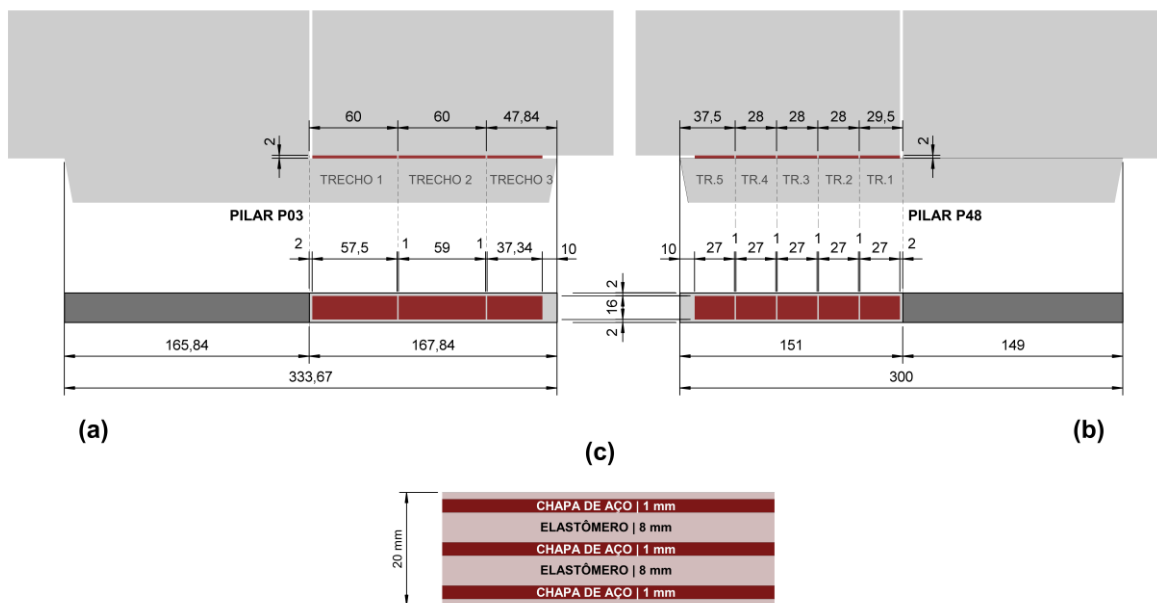 60 60 47,84
2
TRECHO 1 TRECHO 2 TRECHO 3
PILAR P03
2 57,5 1 59 1 37,34 10
165,84 167,84
333,67
(a)
37,5 28 28 28 29,5
2
TR.5 TR.4 TR.3 TR.2 TR.1
PILAR P48
10 27 1 27 1 27 1 27 1 27 2
2
16
2
151 149
300
(b)
(c)
20 mm
CHAPA DE AÇO | 1 mm
ELASTÔMERO | 8 mm
CHAPA DE AÇO | 1 mm
ELASTÔMERO | 8 mm
CHAPA DE AÇO | 1 mm